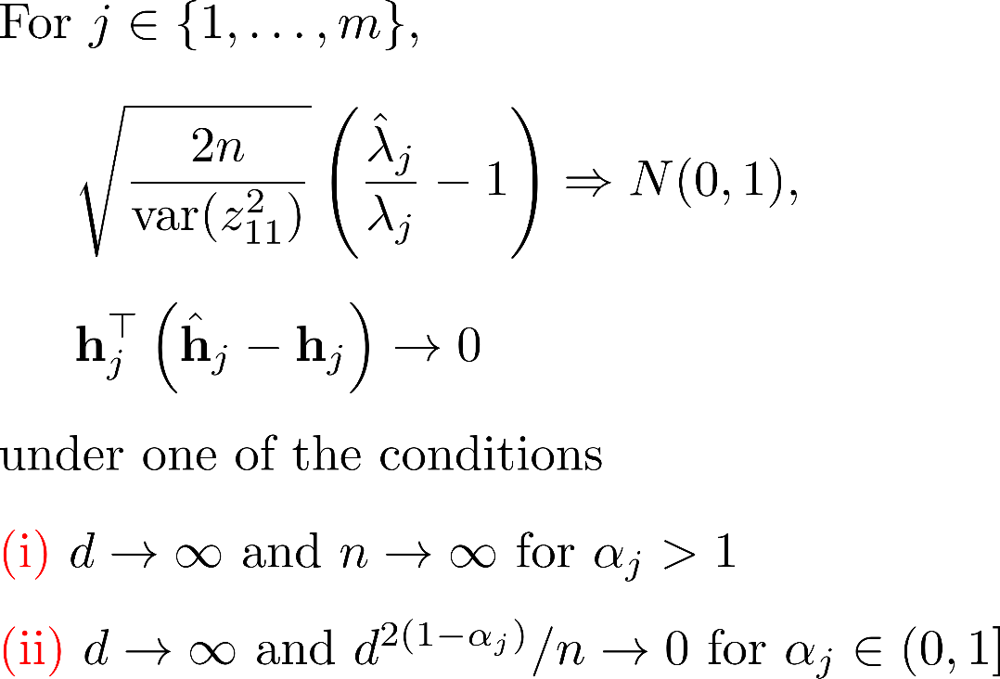 For $j \in \{1, \ldots, m\}$,
$\sqrt{\frac{2n}{\mathrm{var}(z_{11}^2)}} \left( \frac{\hat{\lambda}_j}{\lambda_j} - 1 \right) \Rightarrow N(0, 1),$
$\mathbf{h}_j^\top \left( \hat{\mathbf{h}}_j - \mathbf{h}_j \right) \to 0$
under one of the conditions
(i) $d \to \infty$ and $n \to \infty$ for $\alpha_j > 1$
(ii) $d \to \infty$ and $d^{2(1-\alpha_j)}/n \to 0$ for $\alpha_j \in (0, 1]$